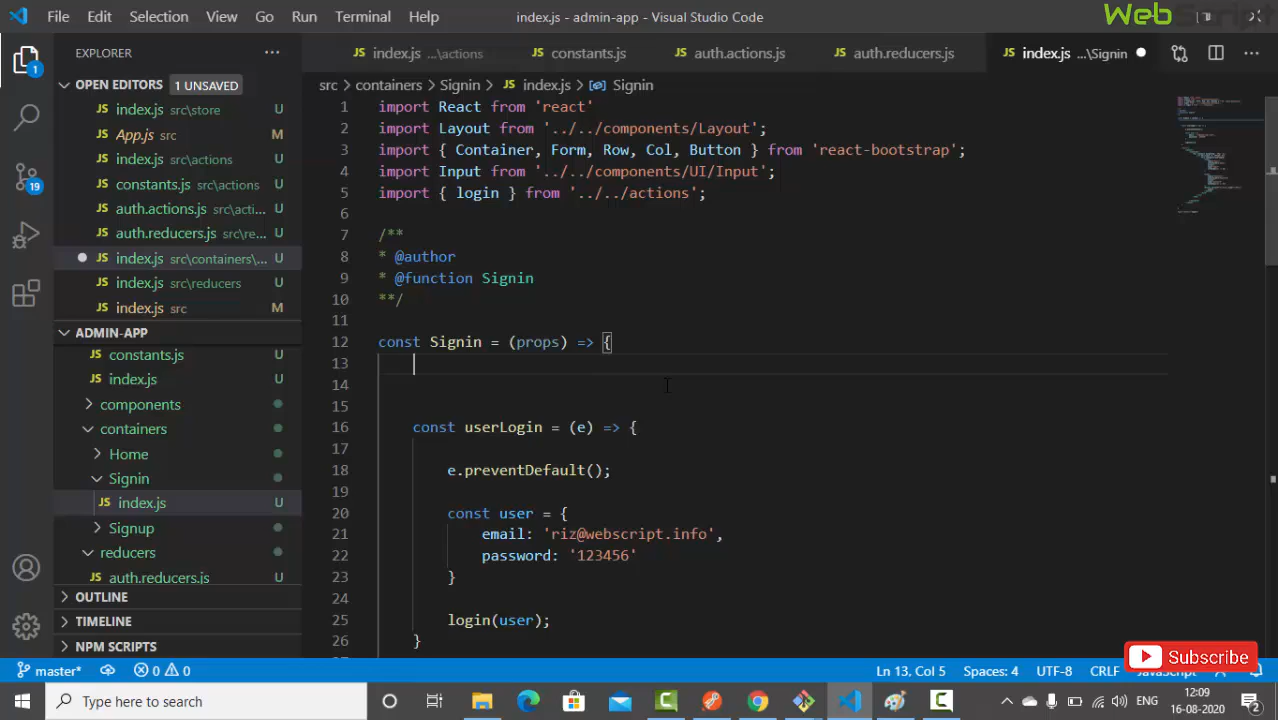 File Edit Selection View Go Run Terminal Help index.js - admin-app - Visual Studio Code WebScript
EXPLORER
index.js ...\actions constants.js auth.actions.js auth.reducers.js index.js ...\Signin
OPEN EDITORS 1 UNSAVED
index.js src\store U
App.js src M
index.js src\actions U
constants.js src\actions U
auth.actions.js src\acti... U
auth.reducers.js src\re... U
index.js src\containers\... U
index.js src\reducers U
index.js src M
ADMIN-APP
constants.js U
index.js U
components
containers
Home
Signin
index.js U
Signup
reducers
auth.reducers.js U
OUTLINE
TIMELINE
NPM SCRIPTS
1
19
src > containers > Signin > JS index.js > Signin
1 import React from 'react'
2 import Layout from '../../components/Layout';
3 import { Container, Form, Row, Col, Button } from 'react-bootstrap';
4 import Input from '../../components/UI/Input';
5 import { login } from '../../actions';
6
7 /**
8 * @author
9 * @function Signin
10 **/
11
12 const Signin = (props) => {
13
14
15
16 const userLogin = (e) => {
17
18 e.preventDefault();
19
20 const user = {
21 email: 'riz@webscript.info',
22 password: '123456'
23 }
24
25 login(user);
26 }
Subscribe
master* 0 0 Ln 13, Col 5 Spaces: 4 UTF-8 CRLF JavaScript
Type here to search
ENG 12:09
16-08-2020 2